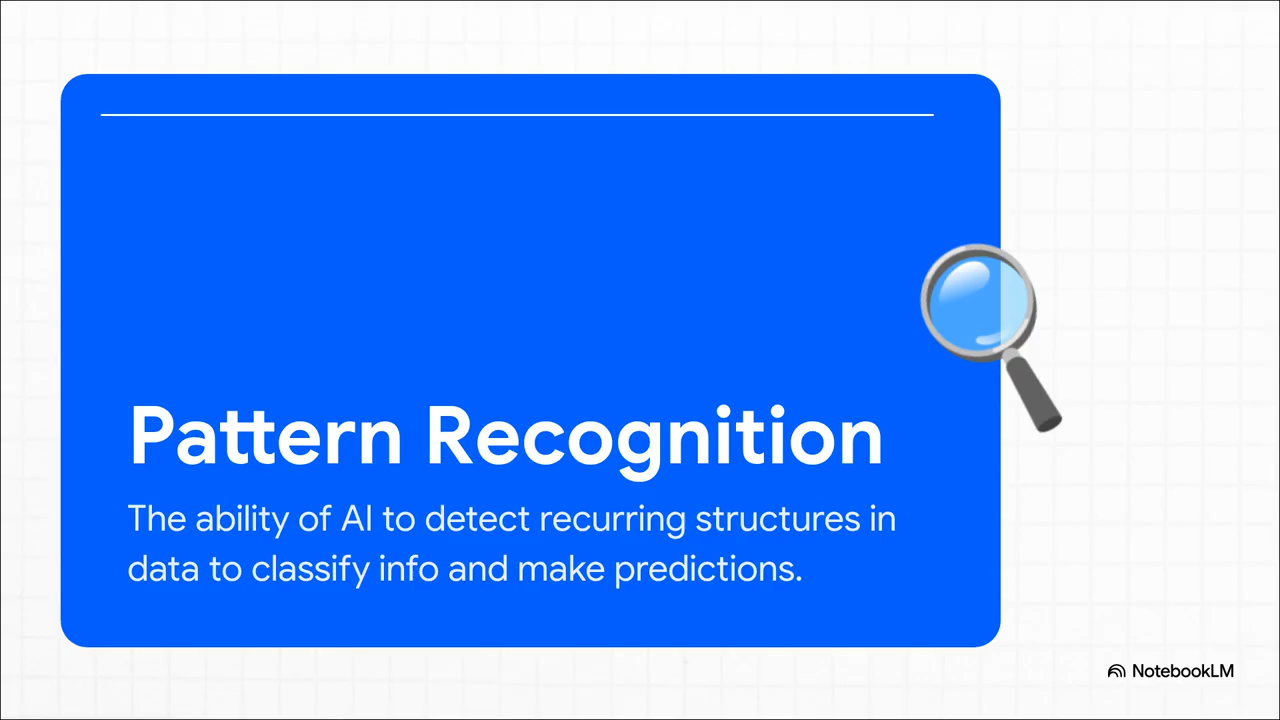 Pattern Recognition
The ability of AI to detect recurring structures in
data to classify info and make predictions.
NotebookLM